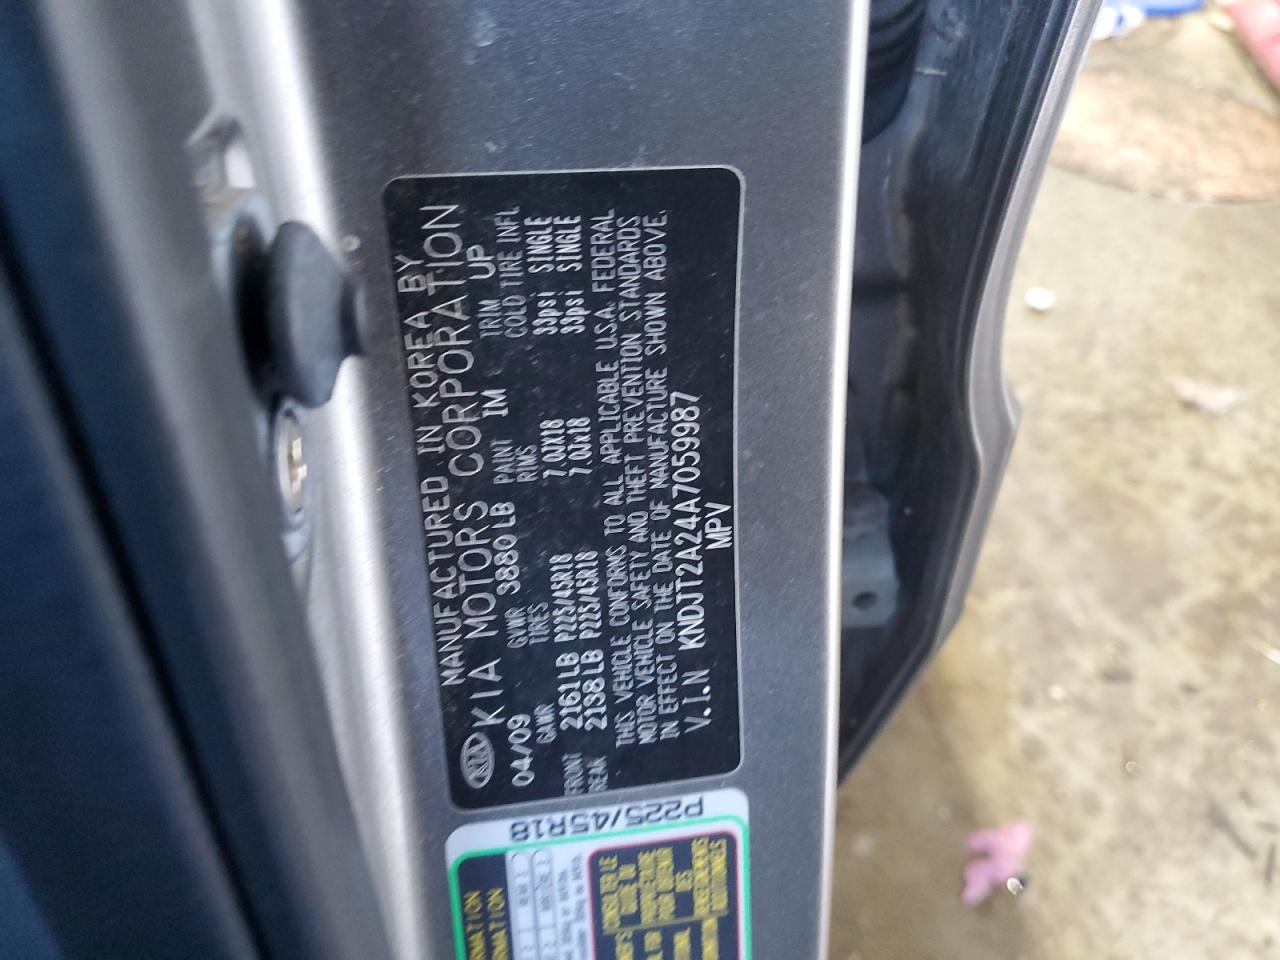 MANUFACTURED IN KOREA BY
KIA KIA MOTORS CORPORATION
04/09 GVWR 3880LB PAINT IM TRIM UP
GAWR TIRES RIMS COLD TIRE INFL
FRONT 2161LB P225/45R18 7.0JX18 33psi SINGLE
REAR 2138LB P225/45R18 7.0Jx18 33psi SINGLE
THIS VEHICLE CONFORMS TO ALL APPLICABLE U.S.A. FEDERAL
MOTOR VEHICLE SAFETY AND THEFT PREVENTION STANDARDS
IN EFFECT ON THE DATE OF MANUFACTURE SHOWN ABOVE.
V.I.N KNDJT2A24A7059987
MPV
P225/45R18